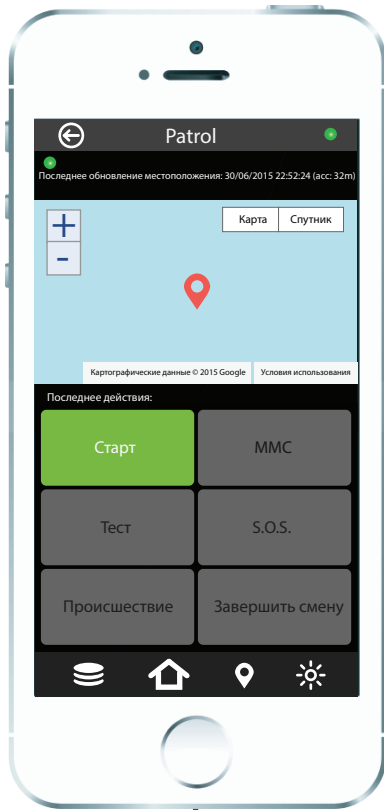 Patrol
Последнее обновление местоположения: 30/06/2015 22:52:24 (acc: 32m)
+
-
Карта Спутник
Картографические данные © 2015 Google Условия использования
Последнее действия:
Старт ММС
Тест S.O.S.
Происшествие Завершить смену